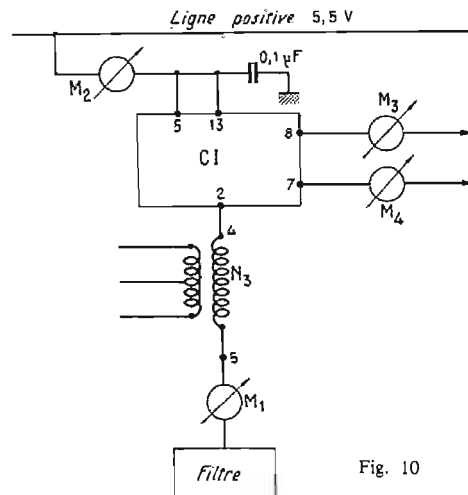 Ligne positive 5,5 V
0,1 µF
M2
M3
5
13
8
CI
7
M4
2
4
N3
5
M1
Filtre
Fig. 10